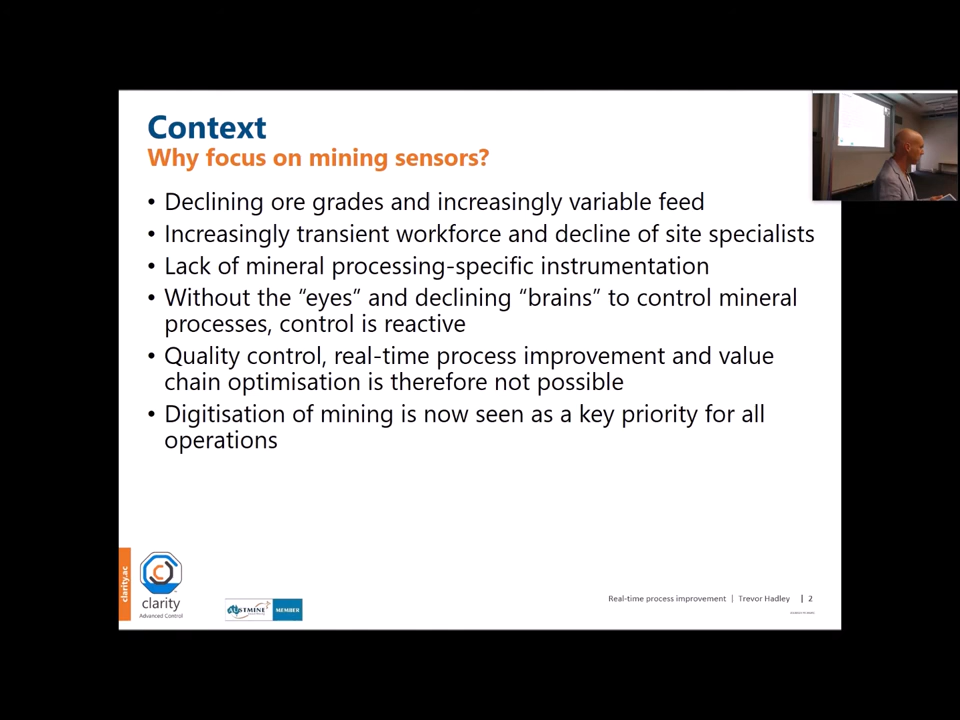 Context
Why focus on mining sensors?
• Declining ore grades and increasingly variable feed
• Increasingly transient workforce and decline of site specialists
• Lack of mineral processing-specific instrumentation
• Without the “eyes” and declining “brains” to control mineral
processes, control is reactive
• Quality control, real-time process improvement and value
chain optimisation is therefore not possible
• Digitisation of mining is now seen as a key priority for all
operations
clarity.ac
clarity
Advanced Control
AUSTMINE
MEMBER
Real-time process improvement | Trevor Hadley | 2